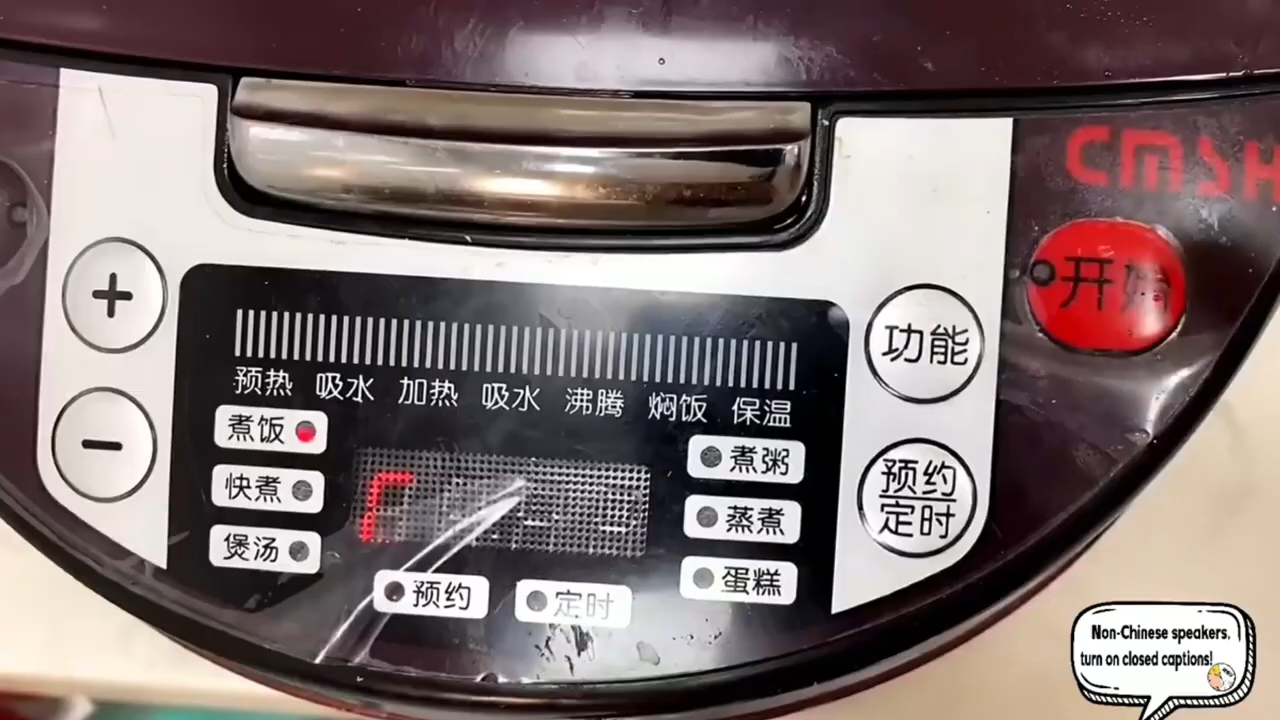 CMSH
+
开始
功能
预热 吸水 加热 吸水 沸腾 焖饭 保温
煮饭
煮粥
−
快煮
预约
定时
蒸煮
煲汤
蛋糕
预约
定时
Non-Chinese speakers,
turn on closed captions!